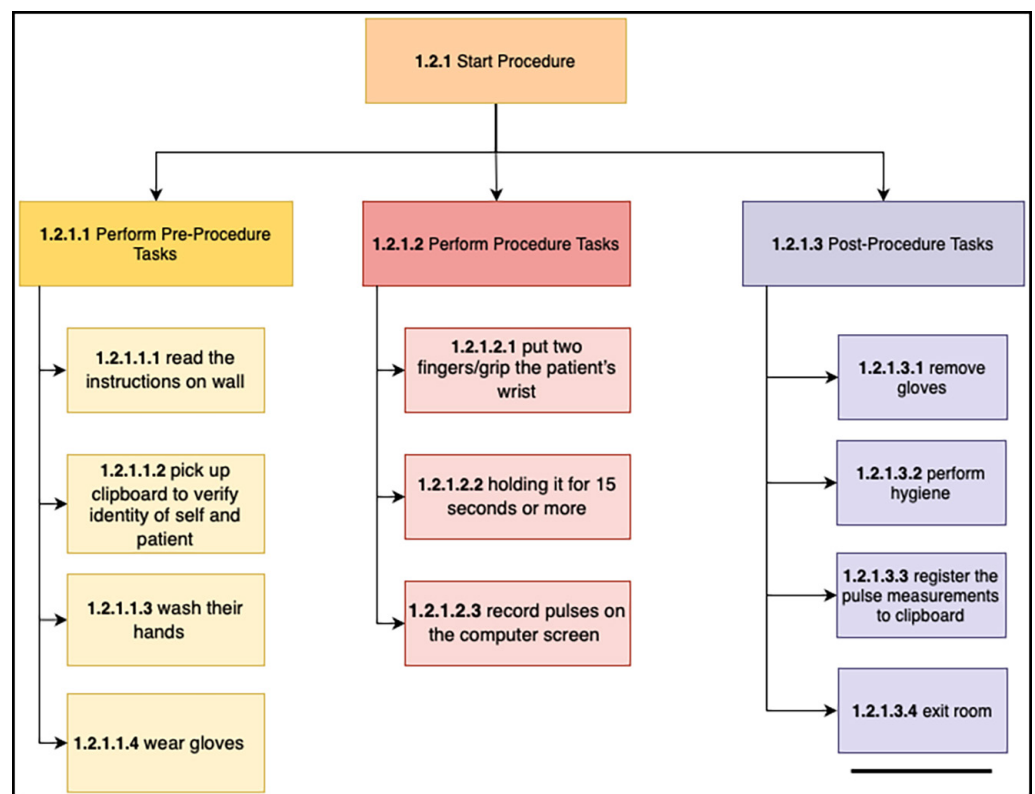 1.2.1 Start Procedure
1.2.1.1 Perform Pre-Procedure
Tasks
1.2.1.1.1 read the
instructions on wall
1.2.1.1.2 pick up
clipboard to verify
identity of self and
patient
1.2.1.1.3 wash their
hands
1.2.1.1.4 wear gloves
1.2.1.2 Perform Procedure Tasks
1.2.1.2.1 put two
fingers/grip the patient's
wrist
1.2.1.2.2 holding it for 15
seconds or more
1.2.1.2.3 record pulses on
the computer screen
1.2.1.3 Post-Procedure Tasks
1.2.1.3.1 remove
gloves
1.2.1.3.2 perform
hygiene
1.2.1.3.3 register the
pulse measurements
to clipboard
1.2.1.3.4 exit room